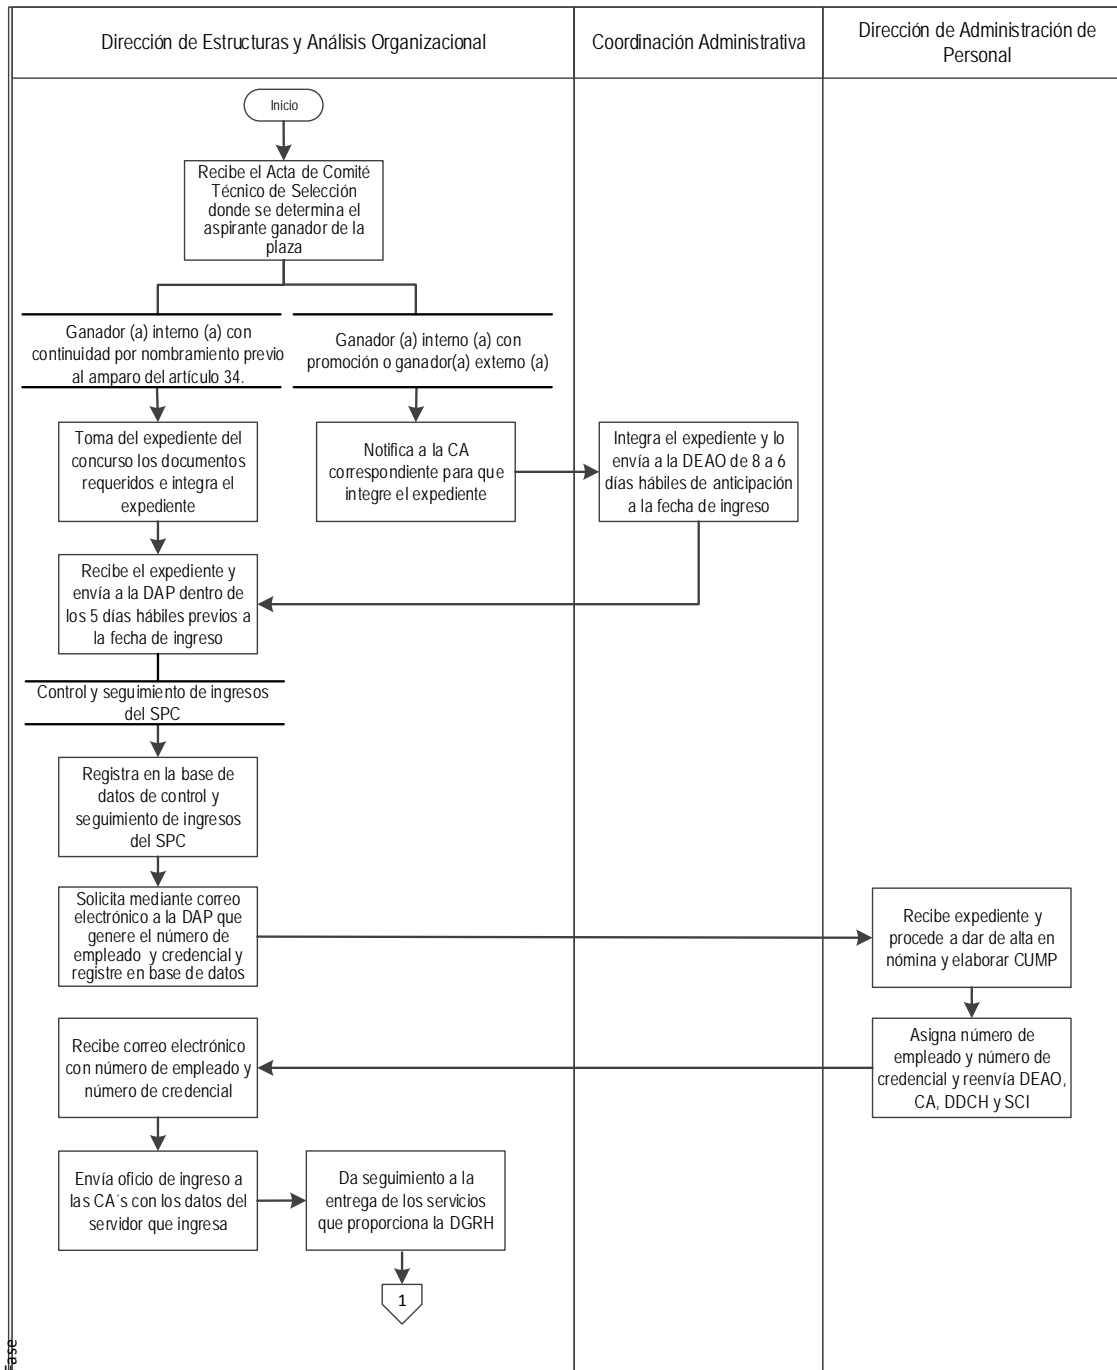 Dirección de Estructuras y Análisis Organizacional
Coordinación Administrativa
Dirección de Administración de
Personal
Inicio
Recibe el Acta de Comité
Técnico de Selección
donde se determina el
aspirante ganador de la
plaza
Ganador (a) interno (a) con
continuidad por nombramiento previo
al amparo del artículo 34.
Ganador (a) interno (a) con
promoción o ganador(a) externo (a)
Toma del expediente del
concurso los documentos
requeridos e integra el
expediente
Notifica a la CA
correspondiente para que
integre el expediente
Integra el expediente y lo
envía a la DEAO de 8 a 6
días hábiles de anticipación
a la fecha de ingreso
Recibe el expediente y
envía a la DAP dentro de
los 5 días hábiles previos a
la fecha de ingreso
Control y seguimiento de ingresos
del SPC
Registra en la base de
datos de control y
seguimiento de ingresos
del SPC
Solicita mediante correo
electrónico a la DAP que
genere el número de
empleado y credencial y
registre en base de datos
Recibe expediente y
procede a dar de alta en
nómina y elaborar CUMP
Asigna número de
empleado y número de
credencial y reenvía DEAO,
CA, DDCH y SCI
Recibe correo electrónico
con número de empleado y
número de credencial
Envía oficio de ingreso a
las CA´s con los datos del
servidor que ingresa
Da seguimiento a la
entrega de los servicios
que proporciona la DGRH
1
Fase